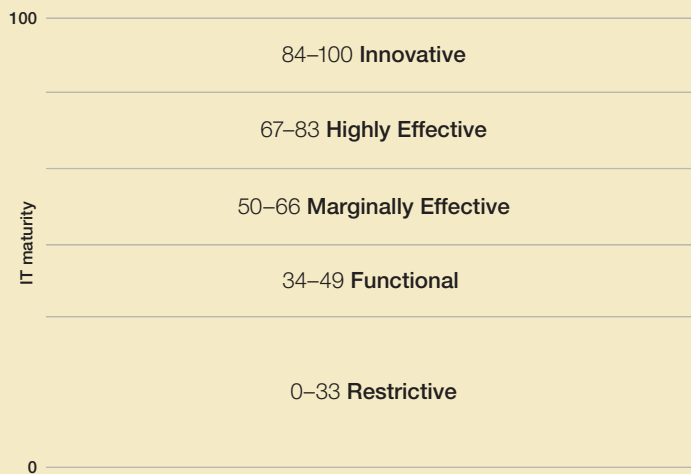 100
84–100 Innovative
67–83 Highly Effective
50–66 Marginally Effective
IT maturity
34–49 Functional
0–33 Restrictive
0